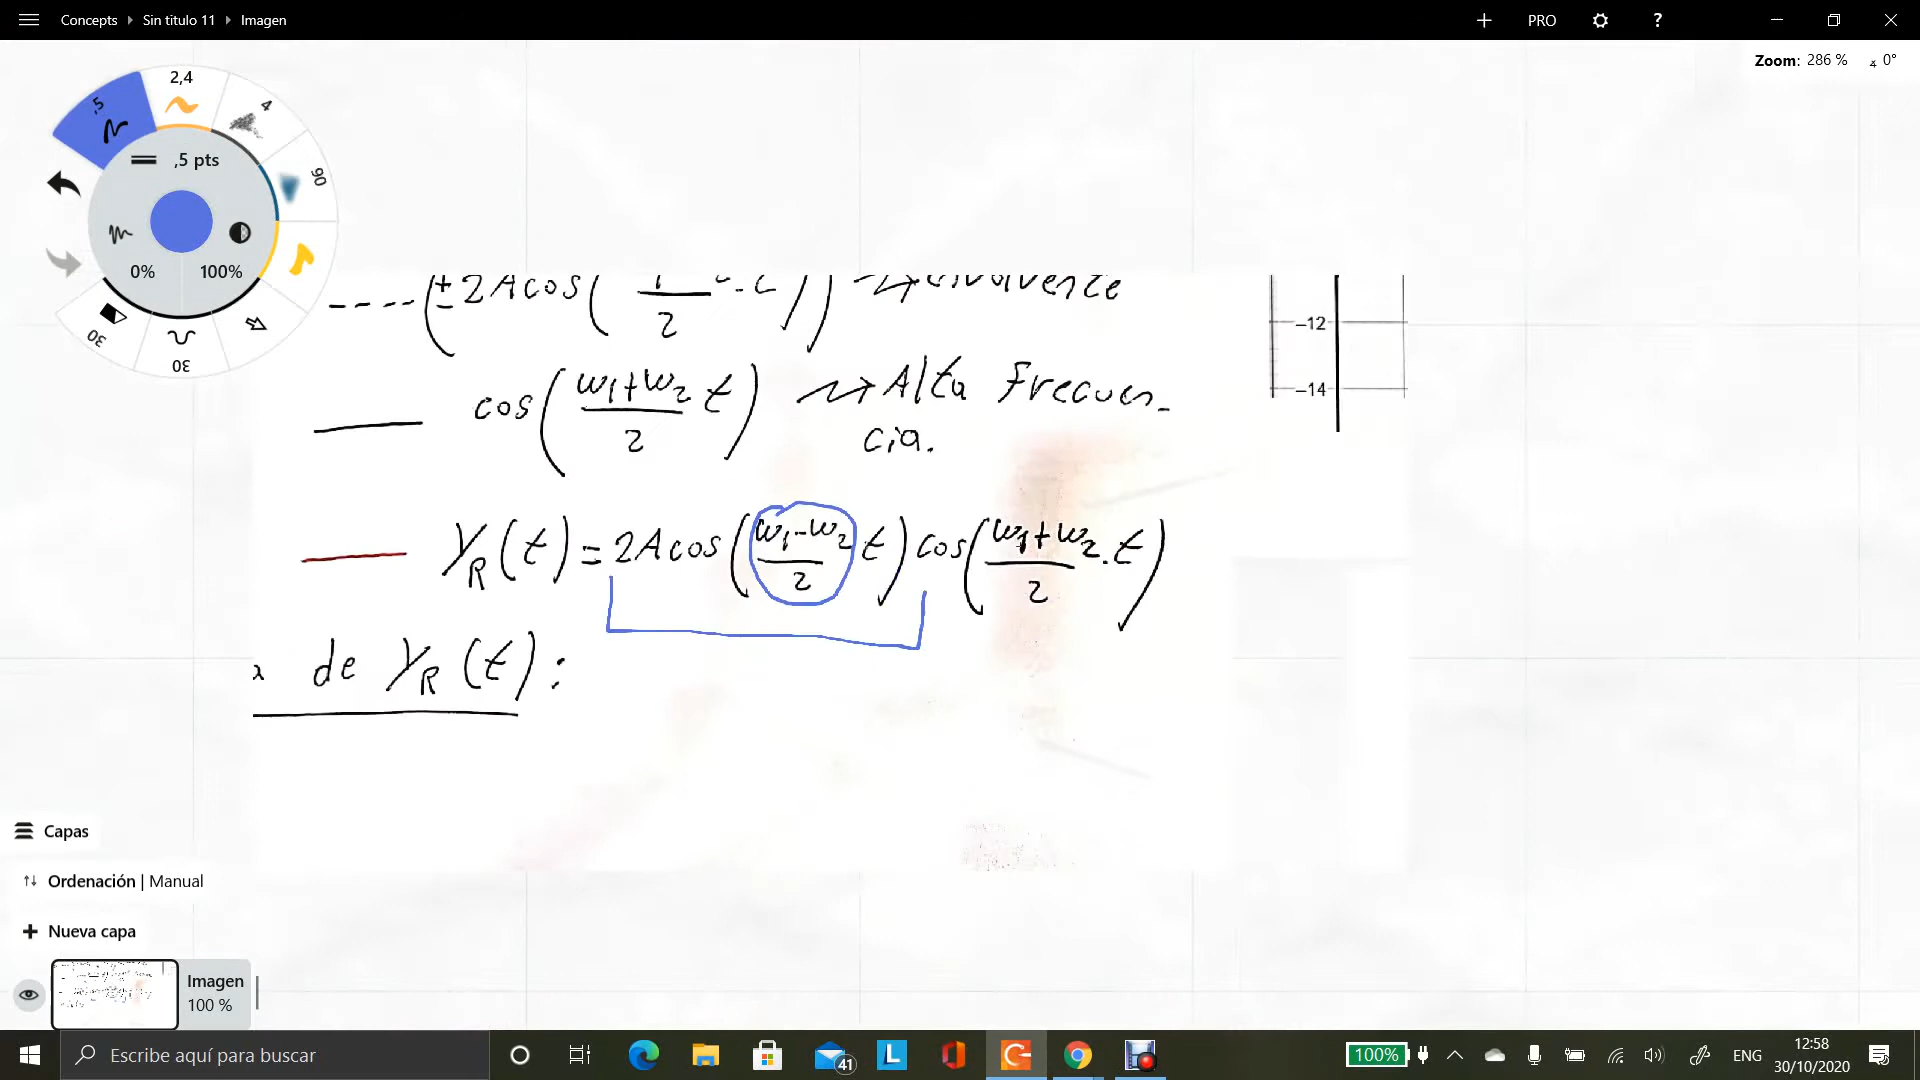 Concepts ▸ Sin titulo 11 ▸ Imagen
PRO
?
Zoom: 286 % 0°
,5
2,4
4
90
30
30
,5 pts
0% 100%
---- (± 2Acos(
2
cos(w₁+w₂/2 t) ⇝ Alta Frecuen-
cia.
Y_R(t) = 2Acos(w₁-w₂/2 t) cos(w₁+w₂/2 .t)
a de Y_R(t):
-12
-14
Capas
Ordenación | Manual
Nueva capa
Imagen
100 %
Escribe aquí para buscar
41
100%
ENG
12:58
30/10/2020